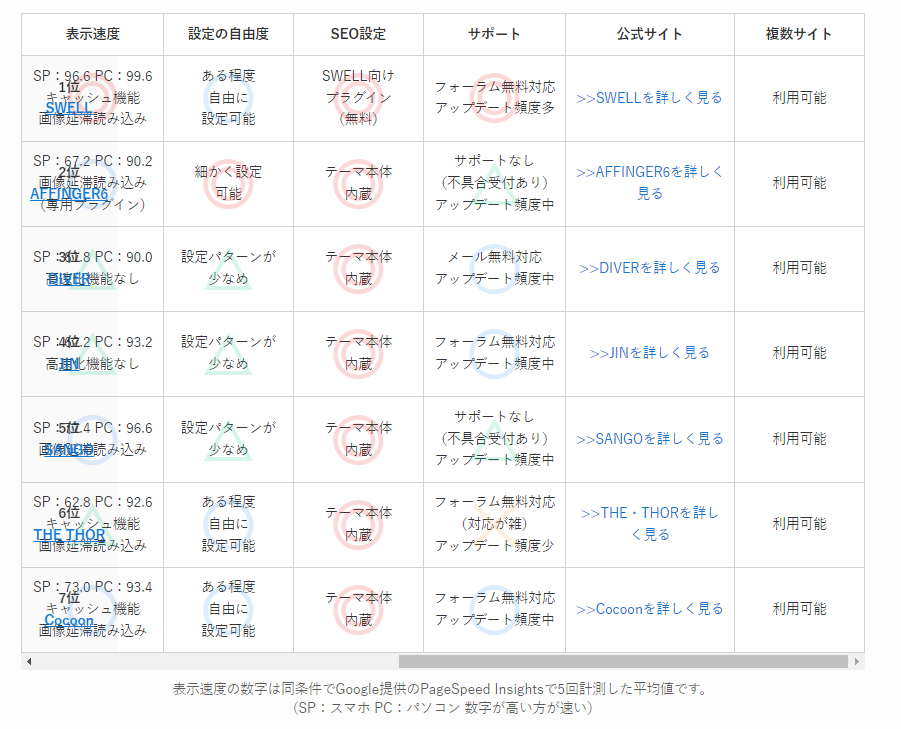 表示速度
設定の自由度
SEO設定
サポート
公式サイト
複数サイト
1位
SWELL
SP：96.6 PC：99.6
キャッシュ機能
画像延滞読み込み
ある程度
自由に
設定可能
SWELL向け
プラグイン
（無料）
フォーラム無料対応
アップデート頻度多
>>SWELLを詳しく見る
利用可能
2位
AFFINGER6
SP：67.2 PC：90.2
画像延滞読み込み
（専用プラグイン）
細かく設定
可能
テーマ本体
内蔵
サポートなし
（不具合受付あり）
アップデート頻度中
>>AFFINGER6を詳しく
見る
利用可能
3位
DIVER
PC：90.0
高速化機能なし
設定パターンが
少なめ
テーマ本体
内蔵
メール無料対応
アップデート頻度中
>>DIVERを詳しく見る
利用可能
4位
JIN
PC：93.2
高速化機能なし
設定パターンが
少なめ
テーマ本体
内蔵
フォーラム無料対応
アップデート頻度中
>>JINを詳しく見る
利用可能
5位
SANGO
PC：96.6
画像延滞読み込み
設定パターンが
少なめ
テーマ本体
内蔵
サポートなし
（不具合受付あり）
アップデート頻度中
>>SANGOを詳しく見る
利用可能
6位
THE THOR
SP：62.8 PC：92.6
キャッシュ機能
画像延滞読み込み
ある程度
自由に
設定可能
テーマ本体
内蔵
フォーラム無料対応
（対応が雑）
アップデート頻度少
>>THE・THORを詳し
く見る
利用可能
7位
Cocoon
SP：73.0 PC：93.4
キャッシュ機能
画像延滞読み込み
ある程度
自由に
設定可能
テーマ本体
内蔵
フォーラム無料対応
アップデート頻度中
>>Cocoonを詳しく見る
利用可能
表示速度の数字は同条件でGoogle提供のPageSpeed Insightsで5回計測した平均値です。
（SP：スマホ PC：パソコン 数字が高い方が速い）